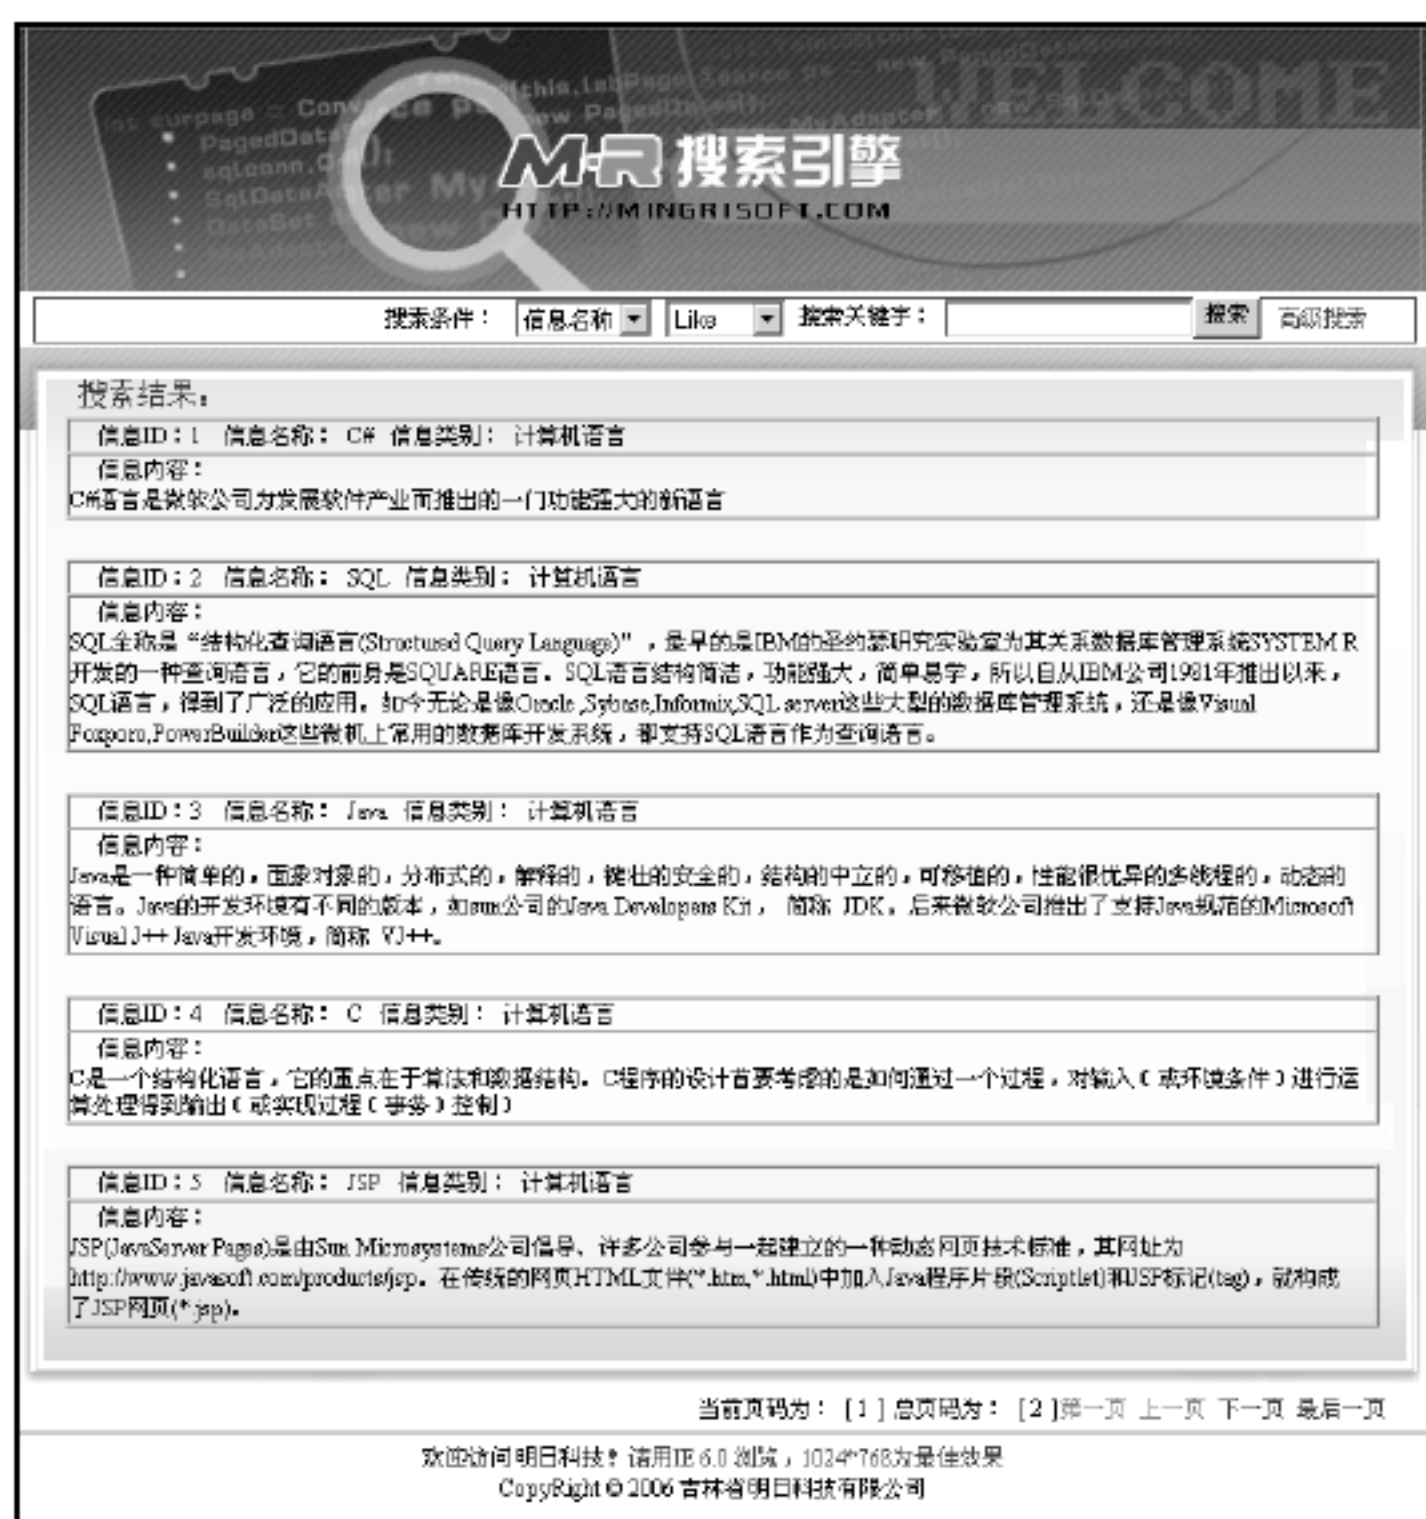 WELCOME
int curpage = Conv
PagedData
sqlconn.O
SqlDataA
DataSet
MR 搜索引擎
HTTP://MINGRISOFT.COM
搜索条件： 信息名称 Like 搜索关键字： 搜索 高级搜索
搜索结果：
信息ID：1 信息名称： C# 信息类别： 计算机语言
信息内容：
C#语言是微软公司为发展软件产业而推出的一门功能强大的新语言
信息ID：2 信息名称： SQL 信息类别： 计算机语言
信息内容：
SQL全称是“结构化查询语言(Structured Query Language)”，最早的是IBM的圣约瑟研究实验室为其关系数据库管理系统SYSTEM R
开发的一种查询语言，它的前身是SQUARE语言。SQL语言结构简洁，功能强大，简单易学，所以自从IBM公司1981年推出以来，
SQL语言，得到了广泛的应用。如今无论是像Oracle,Sybase,Informix,SQL server这些大型的数据库管理系统，还是像Visual
Foxporo,PowerBuilder这些微机上常用的数据库开发系统，都支持SQL语言作为查询语言。
信息ID：3 信息名称： Java 信息类别： 计算机语言
信息内容：
Java是一种简单的，面象对象的，分布式的，解释的，键壮的安全的，结构的中立的，可移植的，性能很优异的多线程的，动态的
语言。Java的开发环境有不同的版本，如sun公司的Java Developers Kit， 简称 JDK。后来微软公司推出了支持Java规范的Microsoft
Visual J++ Java开发环境，简称 VJ++。
信息ID：4 信息名称： C 信息类别： 计算机语言
信息内容：
C是一个结构化语言，它的重点在于算法和数据结构。C程序的设计首要考虑的是如何通过一个过程，对输入（或环境条件）进行运
算处理得到输出（或实现过程（事务）控制）
信息ID：5 信息名称： JSP 信息类别： 计算机语言
信息内容：
JSP(JavaServer Pages)是由Sun Microsystems公司倡导、许多公司参与一起建立的一种动态网页技术标准，其网址为
http://www.javasoft.com/products/jsp。在传统的网页HTML文件(*.htm,*.html)中加入Java程序片段(Scriptlet)和JSP标记(tag)，就构成
了JSP网页(*.jsp)。
当前页码为： [ 1 ] 总页码为： [ 2 ]第一页 上一页 下一页 最后一页
欢迎访问明日科技！请用IE 6.0 浏览，1024*768为最佳效果
CopyRight © 2006 吉林省明日科技有限公司